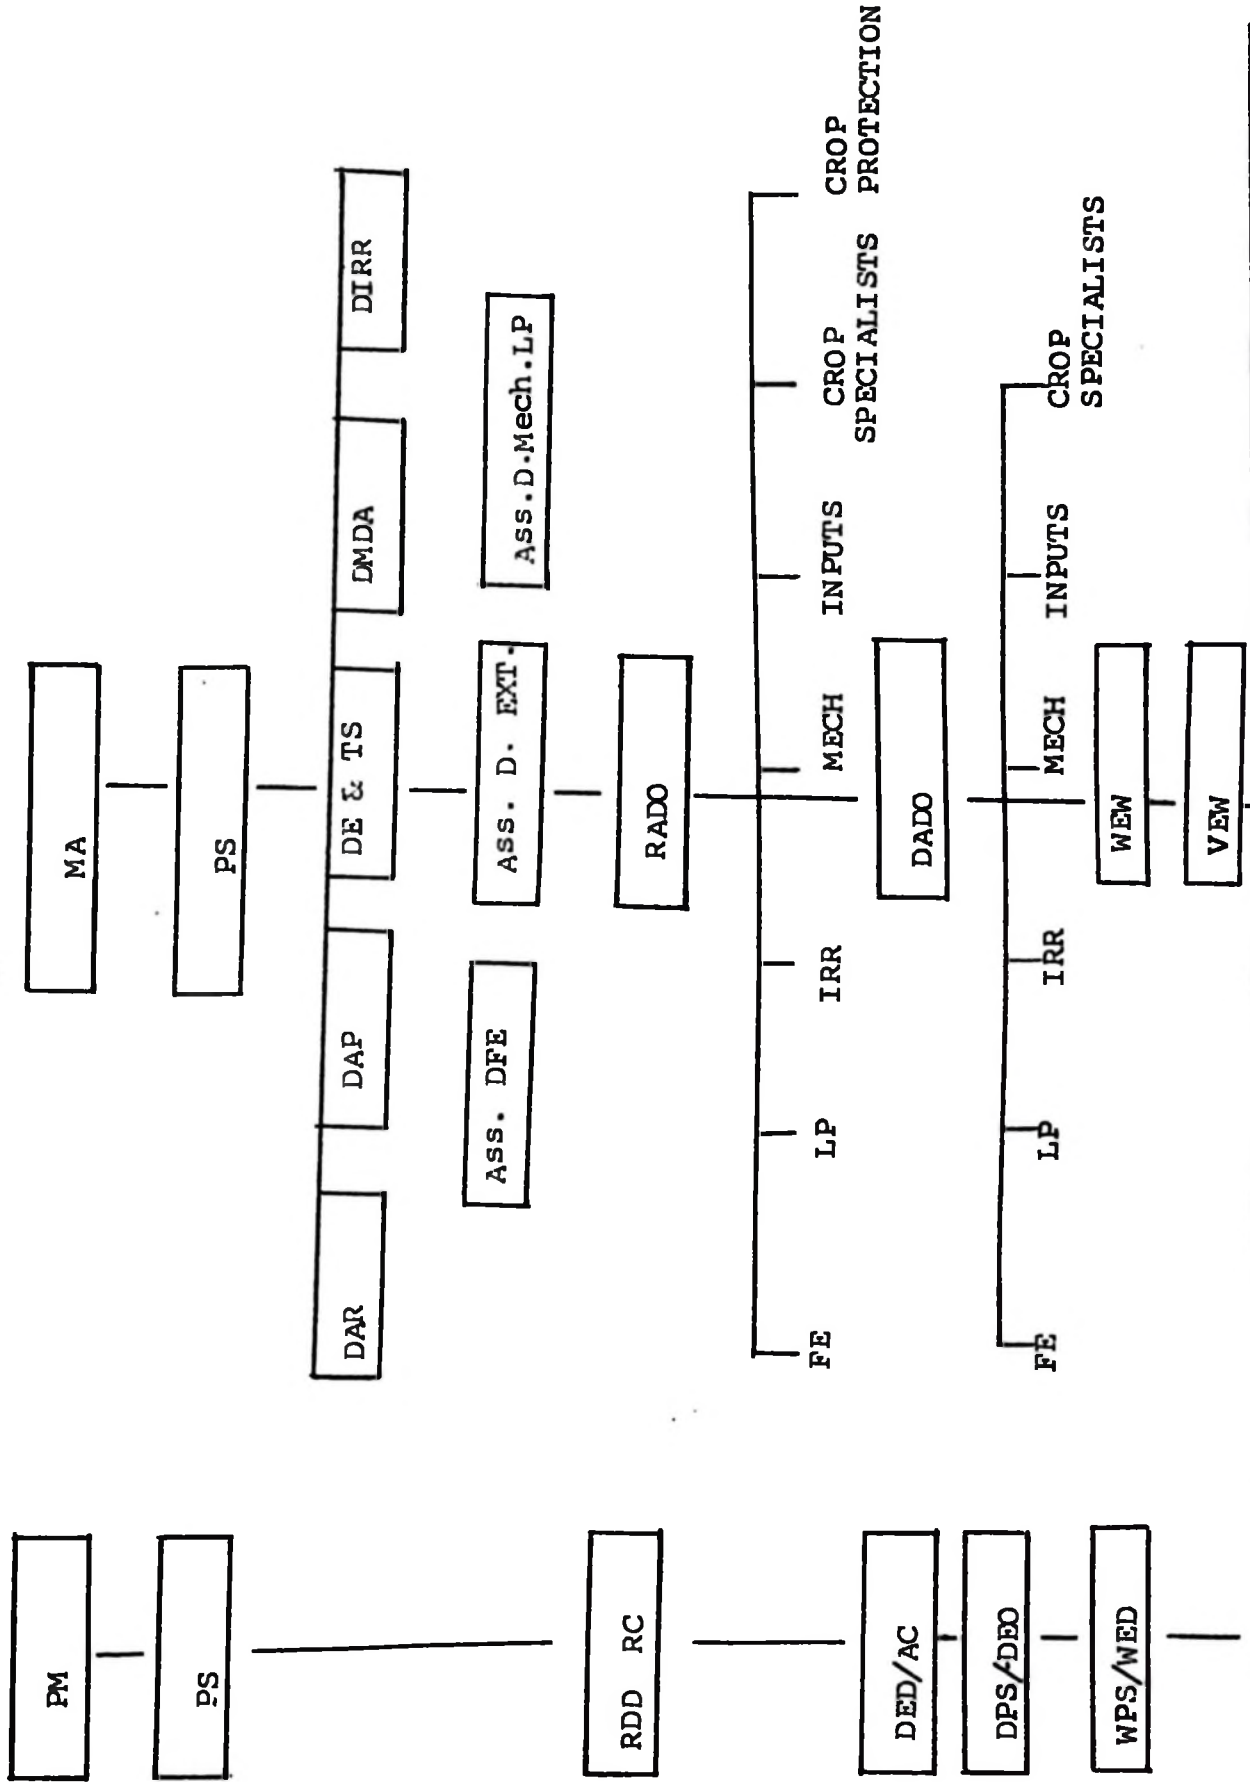 PM
PS
RDD RC
DED/AC
DPS/DEO
WPS/WED
MA
PS
DAR
DAP
DE & TS
DMDA
DIRR
Ass. DFE
Ass. D. EXT.
Ass.D.Mech.LP
RADO
FE
LP
IRR
MECH
INPUTS
CROP
SPECIALISTS
CROP
PROTECTION
DADO
FE
LP
IRR
MECH
INPUTS
CROP
SPECIALISTS
WEW
VEW